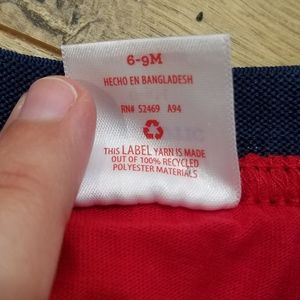 6-9M
HECHO EN BANGLADESH
RN# 52469 A94
THIS LABEL YARN IS MADE
OUT OF 100% RECYCLED
POLYESTER MATERIALS